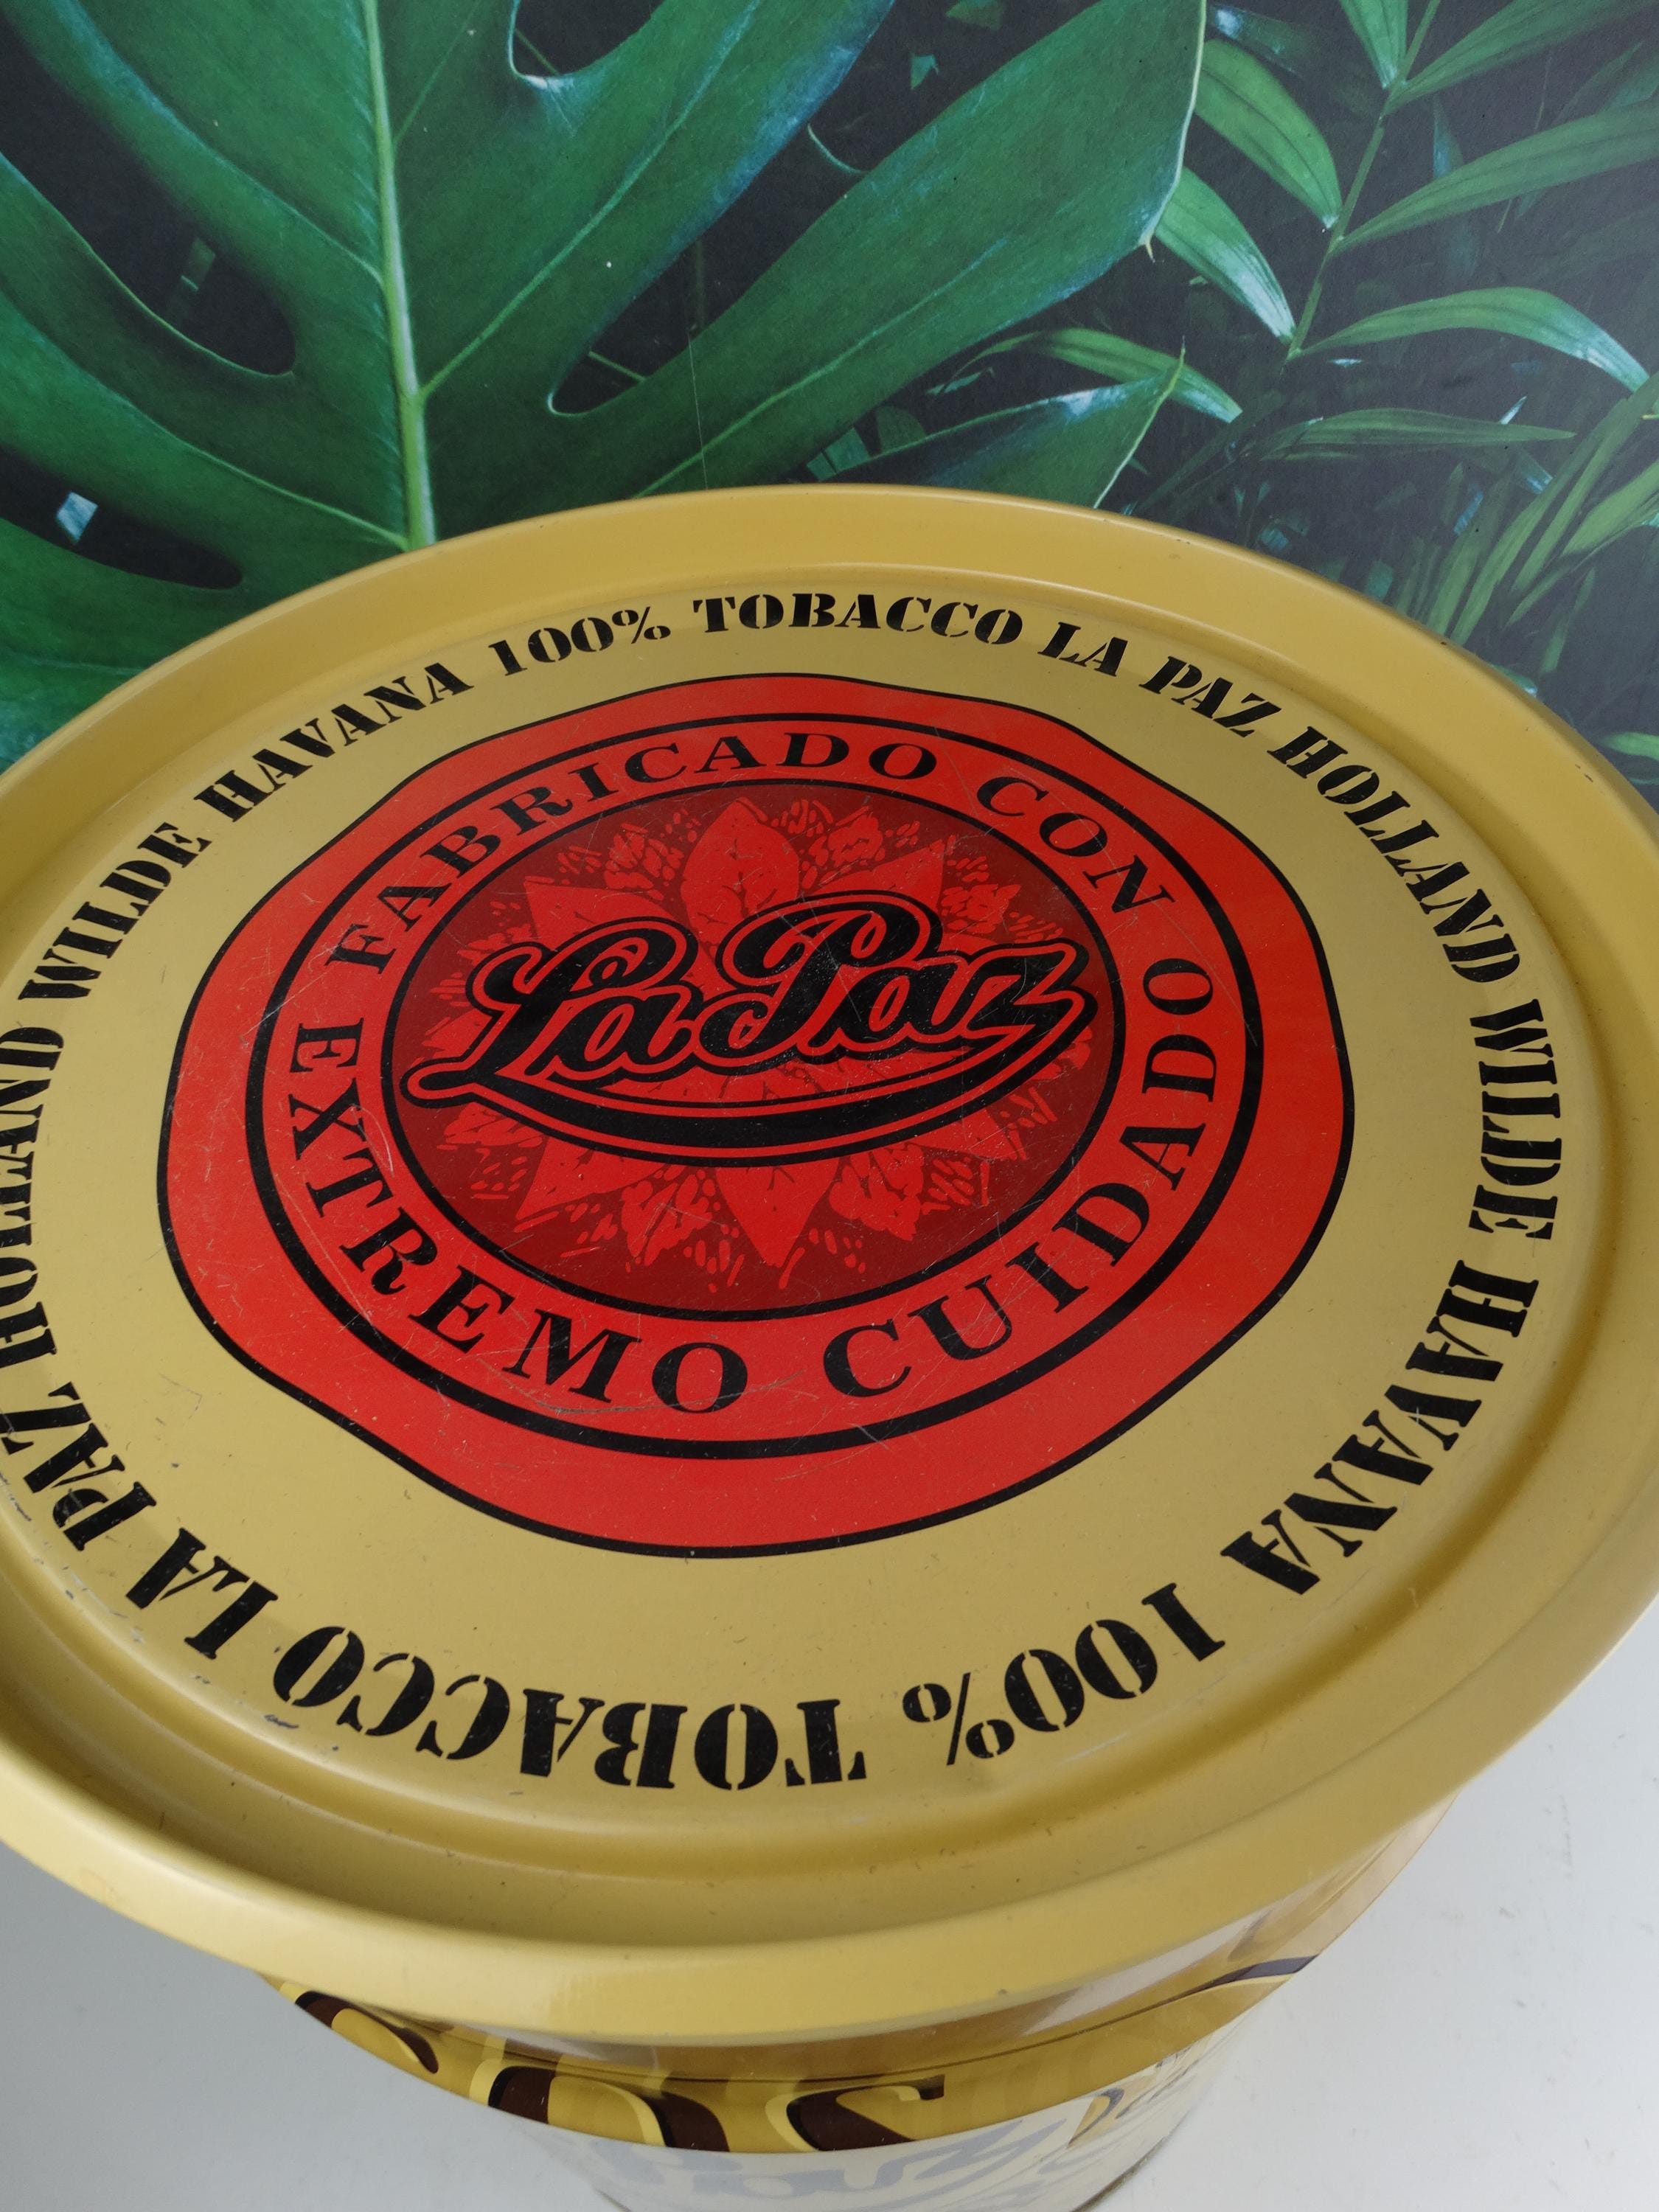 WILDE HAVANA 100% TOBACCO LA PAZ HOLLAND WILDE HAVANA 100% TOBACCO LA PAZ HOLLAND
FABRICADO CON
EXTREMO CUIDADO
La Paz